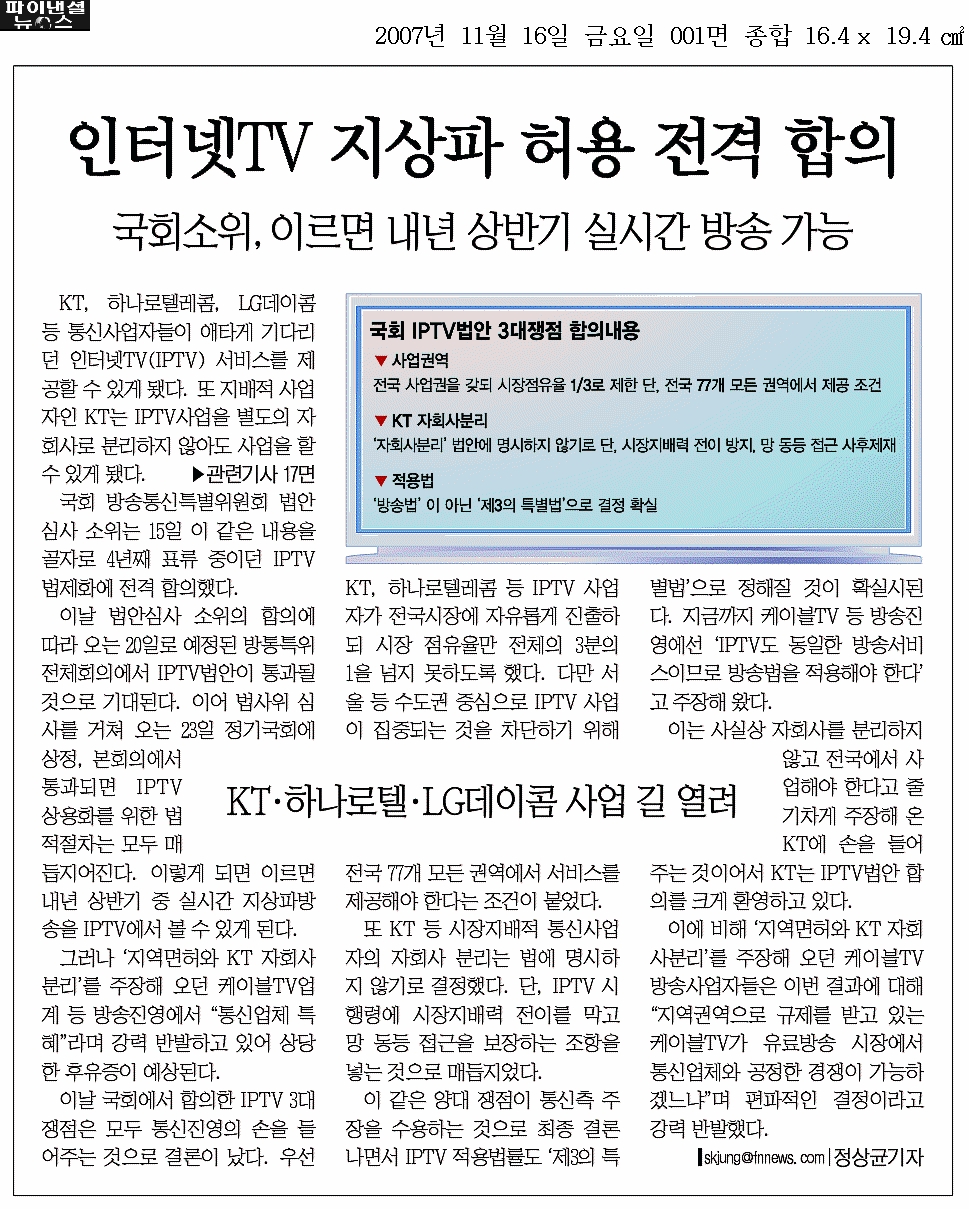 파이낸셜
뉴스
2007년 11월 16일 금요일 001면 종합 16.4 x 19.4 ㎠
인터넷TV 지상파 허용 전격 합의
국회소위, 이르면 내년 상반기 실시간 방송 가능
KT, 하나로텔레콤, LG데이콤
등 통신사업자들이 애타게 기다리
던 인터넷TV(IPTV) 서비스를 제
공할 수 있게 됐다. 또 지배적 사업
자인 KT는 IPTV사업을 별도의 자
회사로 분리하지 않아도 사업을 할
수 있게 됐다. ▶관련기사 17면
국회 방송통신특별위원회 법안
심사 소위는 15일 이 같은 내용을
골자로 4년째 표류 중이던 IPTV
법제화에 전격 합의했다.
이날 법안심사 소위의 합의에
따라 오는 20일로 예정된 방통특위
전체회의에서 IPTV법안이 통과될
것으로 기대된다. 이어 법사위 심
사를 거쳐 오는 23일 정기국회에
상정, 본회의에서
통과되면 IPTV
상용화를 위한 법
적절차는 모두 매
듭지어진다. 이렇게 되면 이르면
내년 상반기 중 실시간 지상파방
송을 IPTV에서 볼 수 있게 된다.
그러나 ‘지역면허와 KT 자회사
분리’를 주장해 오던 케이블TV업
계 등 방송진영에서 “통신업체 특
혜”라며 강력 반발하고 있어 상당
한 후유증이 예상된다.
이날 국회에서 합의한 IPTV 3대
쟁점은 모두 통신진영의 손을 들
어주는 것으로 결론이 났다. 우선
국회 IPTV법안 3대쟁점 합의내용
▼ 사업권역
전국 사업권을 갖되 시장점유율 1/3로 제한 단, 전국 77개 모든 권역에서 제공 조건
▼ KT 자회사분리
‘자회사분리’ 법안에 명시하지 않기로 단, 시장지배력 전이 방지, 망 동등 접근 사후제재
▼ 적용법
‘방송법’ 이 아닌 ‘제3의 특별법’으로 결정 확실
KT, 하나로텔레콤 등 IPTV 사업
자가 전국시장에 자유롭게 진출하
되 시장 점유율만 전체의 3분의
1을 넘지 못하도록 했다. 다만 서
울 등 수도권 중심으로 IPTV 사업
이 집중되는 것을 차단하기 위해
KT·하나로텔·LG데이콤 사업 길 열려
전국 77개 모든 권역에서 서비스를
제공해야 한다는 조건이 붙었다.
또 KT 등 시장지배적 통신사업
자의 자회사 분리는 법에 명시하
지 않기로 결정했다. 단, IPTV 시
행령에 시장지배력 전이를 막고
망 동등 접근을 보장하는 조항을
넣는 것으로 매듭지었다.
이 같은 양대 쟁점이 통신측 주
장을 수용하는 것으로 최종 결론
나면서 IPTV 적용법률도 ‘제3의 특
별법’으로 정해질 것이 확실시된
다. 지금까지 케이블TV 등 방송진
영에선 ‘IPTV도 동일한 방송서비
스이므로 방송법을 적용해야 한다’
고 주장해 왔다.
이는 사실상 자회사를 분리하지
않고 전국에서 사
업해야 한다고 줄
기차게 주장해 온
KT에 손을 들어
주는 것이어서 KT는 IPTV법안 합
의를 크게 환영하고 있다.
이에 비해 ‘지역면허와 KT 자회
사분리’를 주장해 오던 케이블TV
방송사업자들은 이번 결과에 대해
“지역권역으로 규제를 받고 있는
케이블TV가 유료방송 시장에서
통신업체와 공정한 경쟁이 가능하
겠느냐”며 편파적인 결정이라고
강력 반발했다.
skjung@fnnews.com|정상균기자